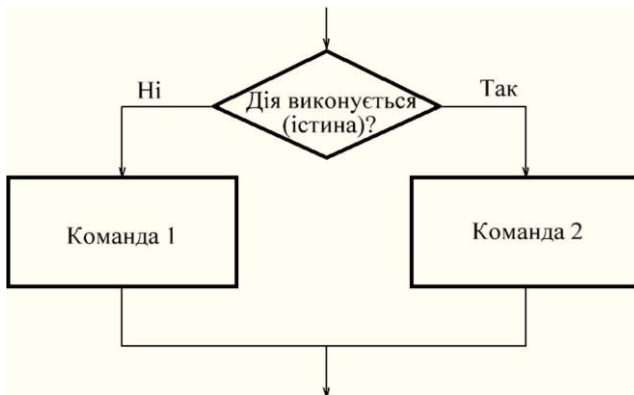 Ні
Так
Дія виконується
(істина)?
Команда 1
Команда 2